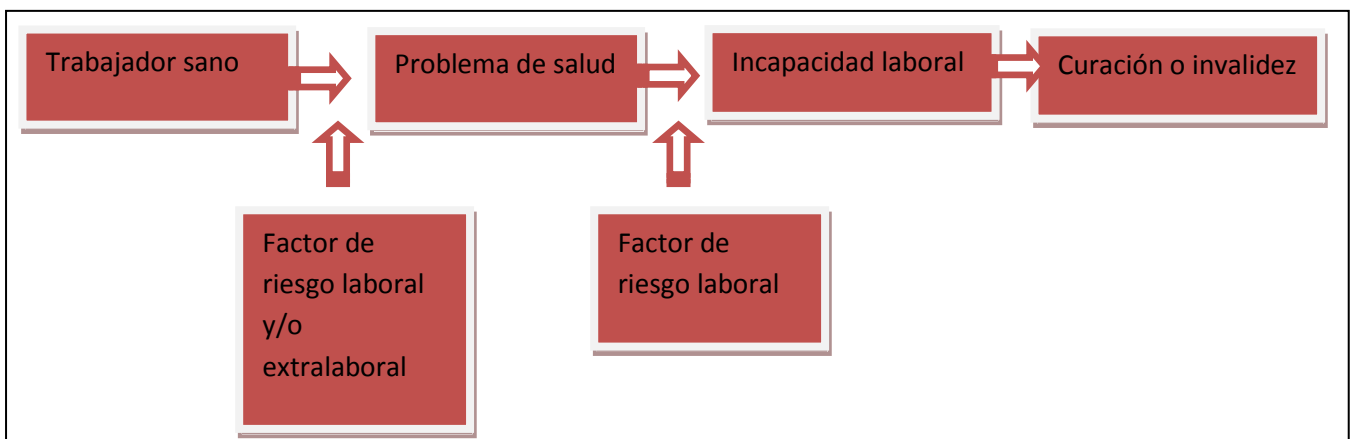 Trabajador sano
Problema de salud
Incapacidad laboral
Curación o invalidez
Factor de
riesgo laboral
y/o
extralaboral
Factor de
riesgo laboral